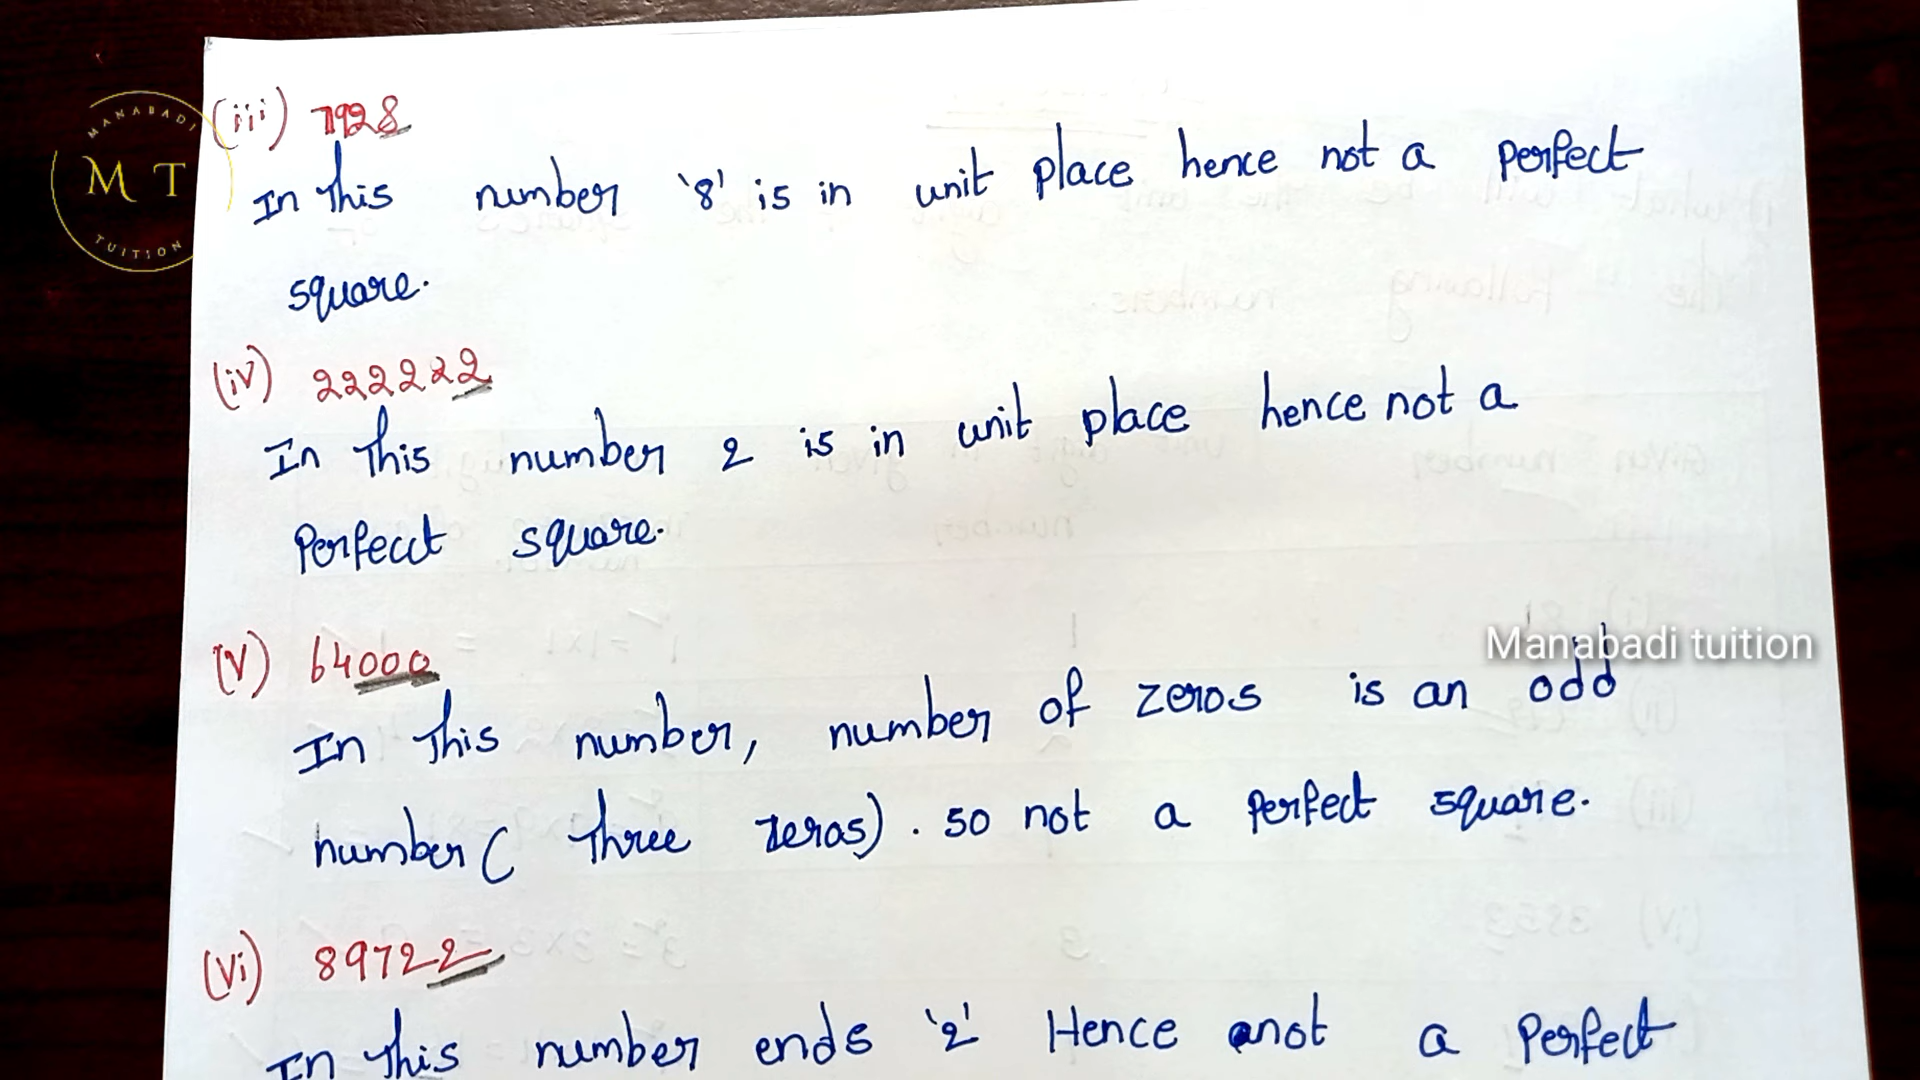 MANABADI
MT
TUITION
(iii) 7928
In this number '8' is in unit place hence not a perfect
square.
(iv) 222222
In this number 2 is in unit place hence not a
Perfecct square.
Manabadi tuition
(V) 64000
In this number, number of zeros is an odd
number ( three zeros). so not a perfect square.
(Vi) 89722
In this number ends '2' Hence not a Perfect